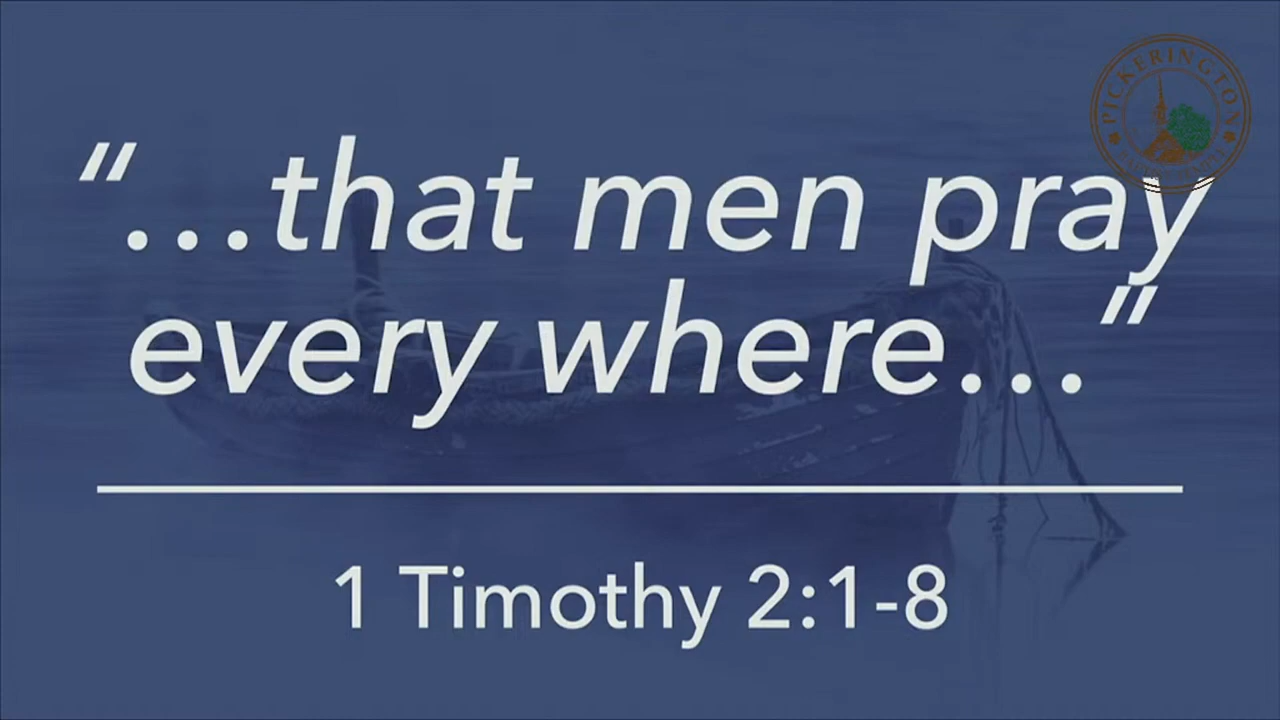 PICKERINGTON
“...that men pray
every where...”
1 Timothy 2:1-8